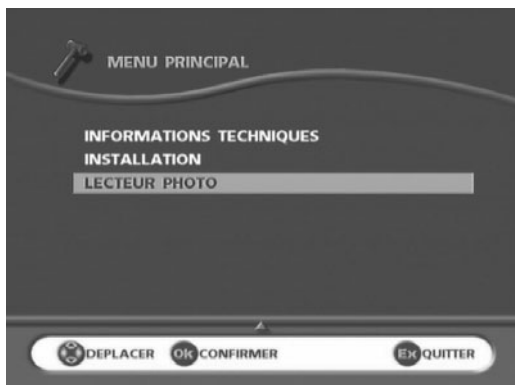 MENU PRINCIPAL
INFORMATIONS TECHNIQUES
INSTALLATION
LECTEUR PHOTO
DEPLACER Ok CONFIRMER Ex QUITTER